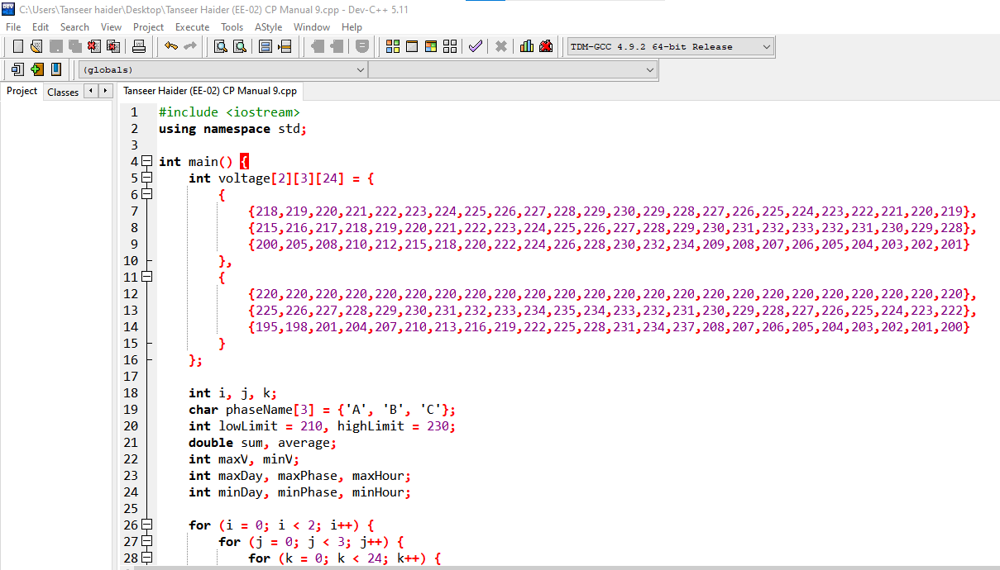 C:\Users\Tanseer haider\Desktop\Tanseer Haider (EE-02) CP Manual 9.cpp - Dev-C++ 5.11
File Edit Search View Project Execute Tools AStyle Window Help
TDM-GCC 4.9.2 64-bit Release
(globals)
Project Classes Tanseer Haider (EE-02) CP Manual 9.cpp
1 #include <iostream>
2 using namespace std;
3
4 int main() {
5 int voltage[2][3][24] = {
6 {
7 {218,219,220,221,222,223,224,225,226,227,228,229,230,229,228,227,226,225,224,223,222,221,220,219},
8 {215,216,217,218,219,220,221,222,223,224,225,226,227,228,229,230,231,232,233,232,231,230,229,228},
9 {200,205,208,210,212,215,218,220,222,224,226,228,230,232,234,209,208,207,206,205,204,203,202,201}
10 },
11 {
12 {220,220,220,220,220,220,220,220,220,220,220,220,220,220,220,220,220,220,220,220,220,220,220,220},
13 {225,226,227,228,229,230,231,232,233,234,235,234,233,232,231,230,229,228,227,226,225,224,223,222},
14 {195,198,201,204,207,210,213,216,219,222,225,228,231,234,237,208,207,206,205,204,203,202,201,200}
15 }
16 };
17
18 int i, j, k;
19 char phaseName[3] = {'A', 'B', 'C'};
20 int lowLimit = 210, highLimit = 230;
21 double sum, average;
22 int maxV, minV;
23 int maxDay, maxPhase, maxHour;
24 int minDay, minPhase, minHour;
25
26 for (i = 0; i < 2; i++) {
27 for (j = 0; j < 3; j++) {
28 for (k = 0; k < 24; k++) {